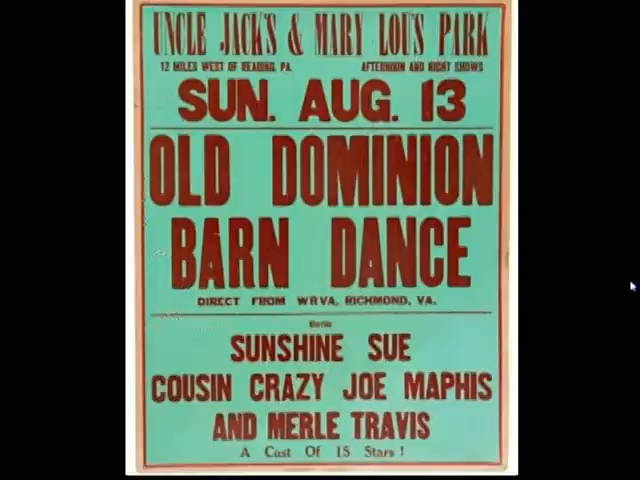 UNCLE JACK'S & MARY LOU'S PARK
12 MILES WEST OF READING, PA. AFTERNOON AND NIGHT SHOWS
SUN. AUG. 13
OLD DOMINION
BARN DANCE
DIRECT FROM WRVA, RICHMOND, VA.
SUNSHINE SUE
COUSIN CRAZY JOE MAPHIS
AND MERLE TRAVIS
A Cast Of 15 Stars!